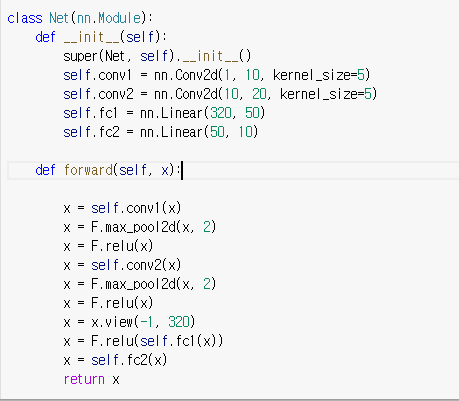 class Net(nn.Module):
    def __init__(self):
        super(Net, self).__init__()
        self.conv1 = nn.Conv2d(1, 10, kernel_size=5)
        self.conv2 = nn.Conv2d(10, 20, kernel_size=5)
        self.fc1 = nn.Linear(320, 50)
        self.fc2 = nn.Linear(50, 10)

    def forward(self, x):

        x = self.conv1(x)
        x = F.max_pool2d(x, 2)
        x = F.relu(x)
        x = self.conv2(x)
        x = F.max_pool2d(x, 2)
        x = F.relu(x)
        x = x.view(-1, 320)
        x = F.relu(self.fc1(x))
        x = self.fc2(x)
        return x